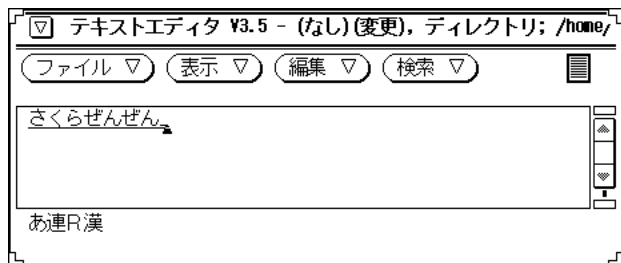 テキストエディタ V3.5 - (なし)(変更), ディレクトリ; /home/
ファイル 表示 編集 検索
さくらぜんぜん
あ連R漢